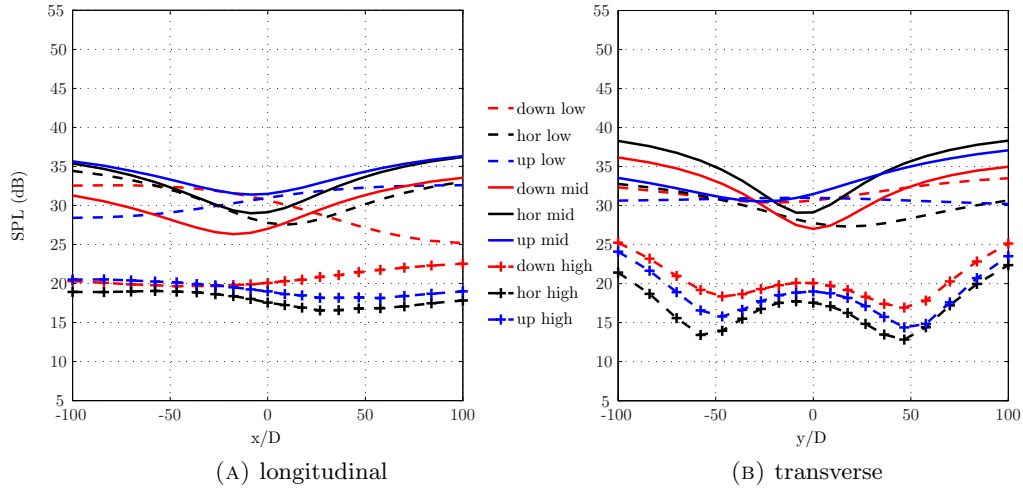 55
50
45
40
35
30
25
20
15
10
5
SPL (dB)
-100 -50 0 50 100
x/D
(A) longitudinal
down low
hor low
up low
down mid
hor mid
up mid
down high
hor high
up high
55
50
45
40
35
30
25
20
15
10
5
-100 -50 0 50 100
y/D
(B) transverse